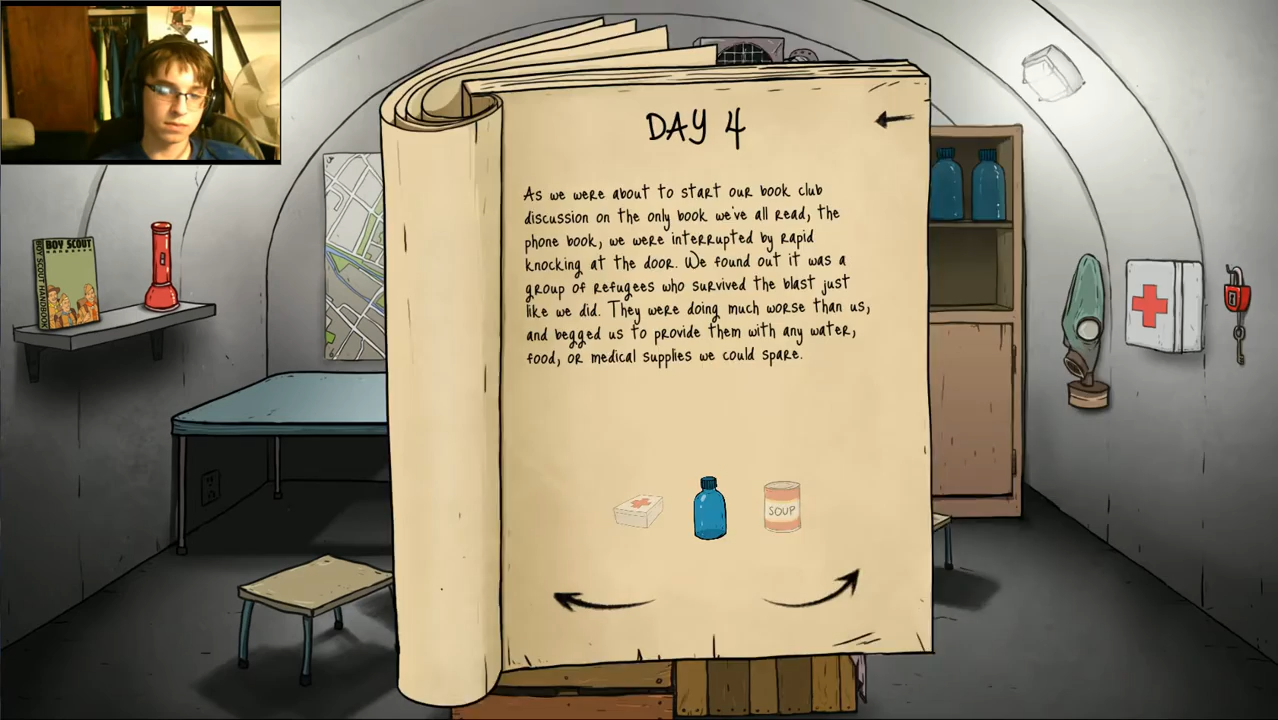 DAY 4
As we were about to start our book club
discussion on the only book we've all read, the
phone book, we were interrupted by rapid
knocking at the door. We found out it was a
group of refugees who survived the blast just
like we did. They were doing much worse than us,
and begged us to provide them with any water,
food, or medical supplies we could spare.
SOUP
BOY SCOUT
BOY SCOUT HANDBOOK